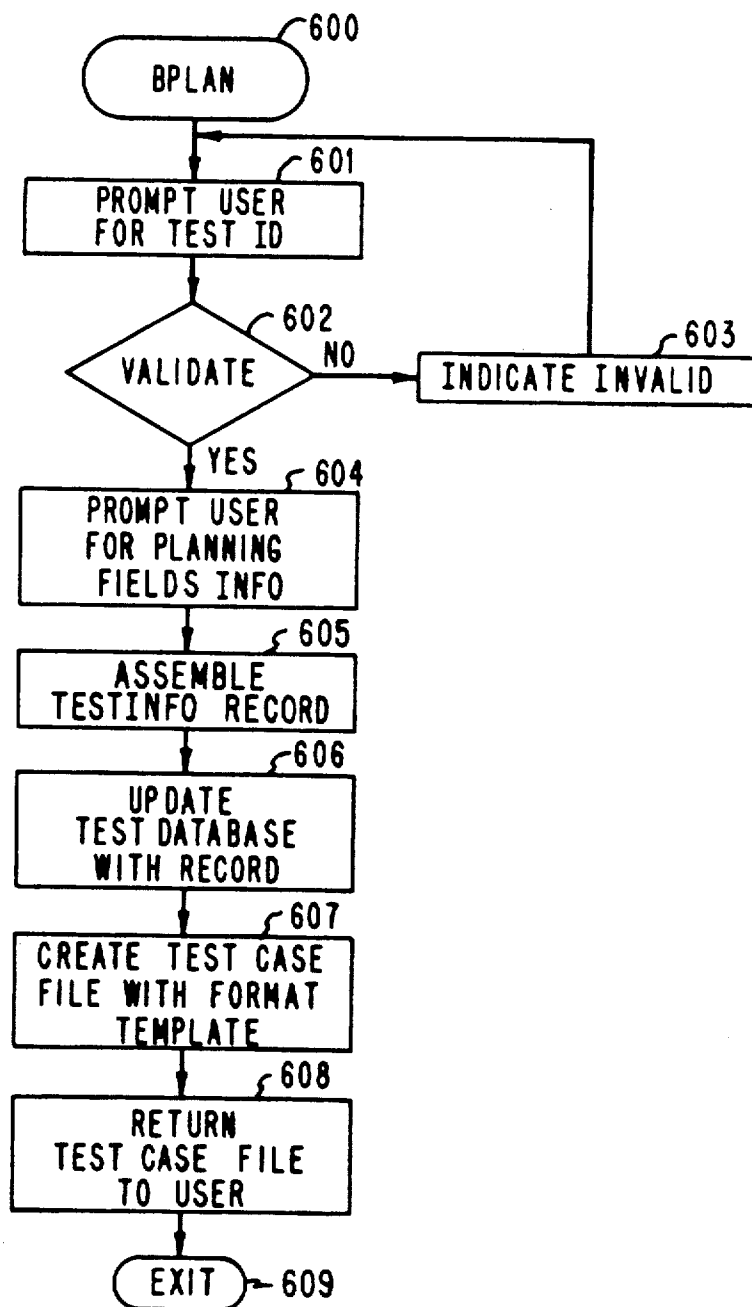 600
BPLAN
601
PROMPT USER
FOR TEST ID
602
VALIDATE
NO
603
INDICATE INVALID
YES
604
PROMPT USER
FOR PLANNING
FIELDS INFO
605
ASSEMBLE
TESTINFO RECORD
606
UPDATE
TEST DATABASE
WITH RECORD
607
CREATE TEST CASE
FILE WITH FORMAT
TEMPLATE
608
RETURN
TEST CASE FILE
TO USER
EXIT
609